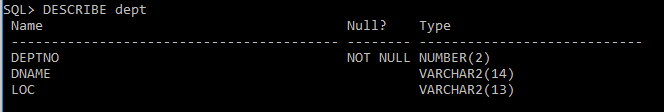 SQL> DESCRIBE dept
Name Null? Type
----------------------------------------- -------- ----------------------------
DEPTNO NOT NULL NUMBER(2)
DNAME VARCHAR2(14)
LOC VARCHAR2(13)